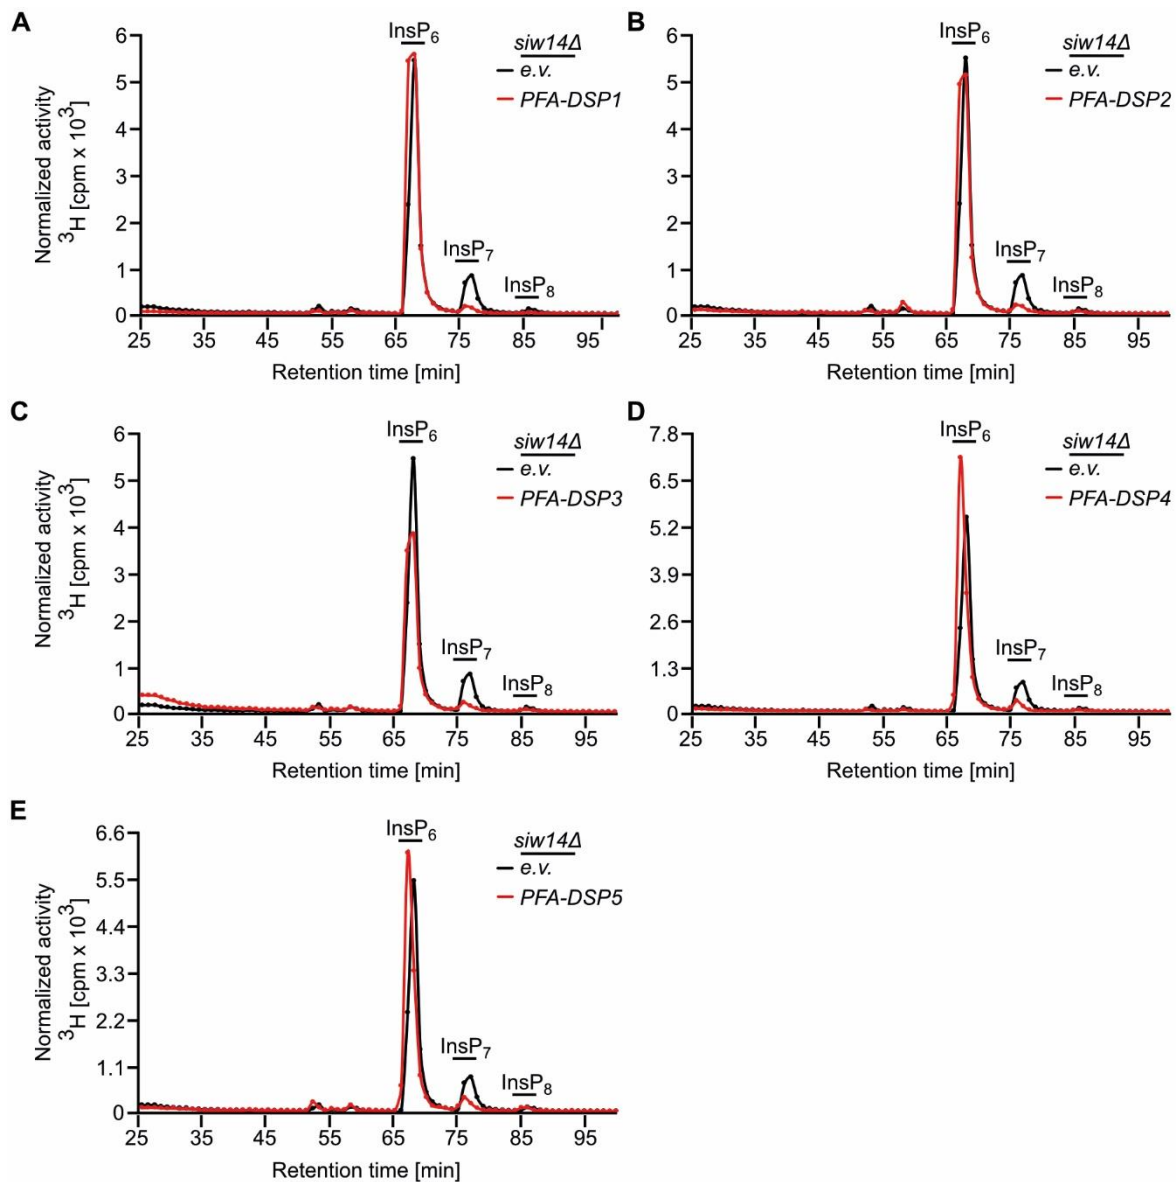 A
InsP6
siw14Δ
e.v.
PFA-DSP1
InsP7
InsP8
Normalized activity
3H [cpm x 10-3]
6
5
4
3
2
1
0
25 35 45 55 65 75 85 95
Retention time [min]
B
InsP6
siw14Δ
e.v.
PFA-DSP2
InsP7
InsP8
6
5
4
3
2
1
0
25 35 45 55 65 75 85 95
Retention time [min]
C
InsP6
siw14Δ
e.v.
PFA-DSP3
InsP7
InsP8
Normalized activity
3H [cpm x 10-3]
6
5
4
3
2
1
0
25 35 45 55 65 75 85 95
Retention time [min]
D
InsP6
siw14Δ
e.v.
PFA-DSP4
InsP7
InsP8
7.8
6.5
5.2
3.9
2.6
1.3
0
25 35 45 55 65 75 85 95
Retention time [min]
E
InsP6
siw14Δ
e.v.
PFA-DSP5
InsP7
InsP8
Normalized activity
3H [cpm x 10-3]
6.6
5.5
4.4
3.3
2.2
1.1
0
25 35 45 55 65 75 85 95
Retention time [min]